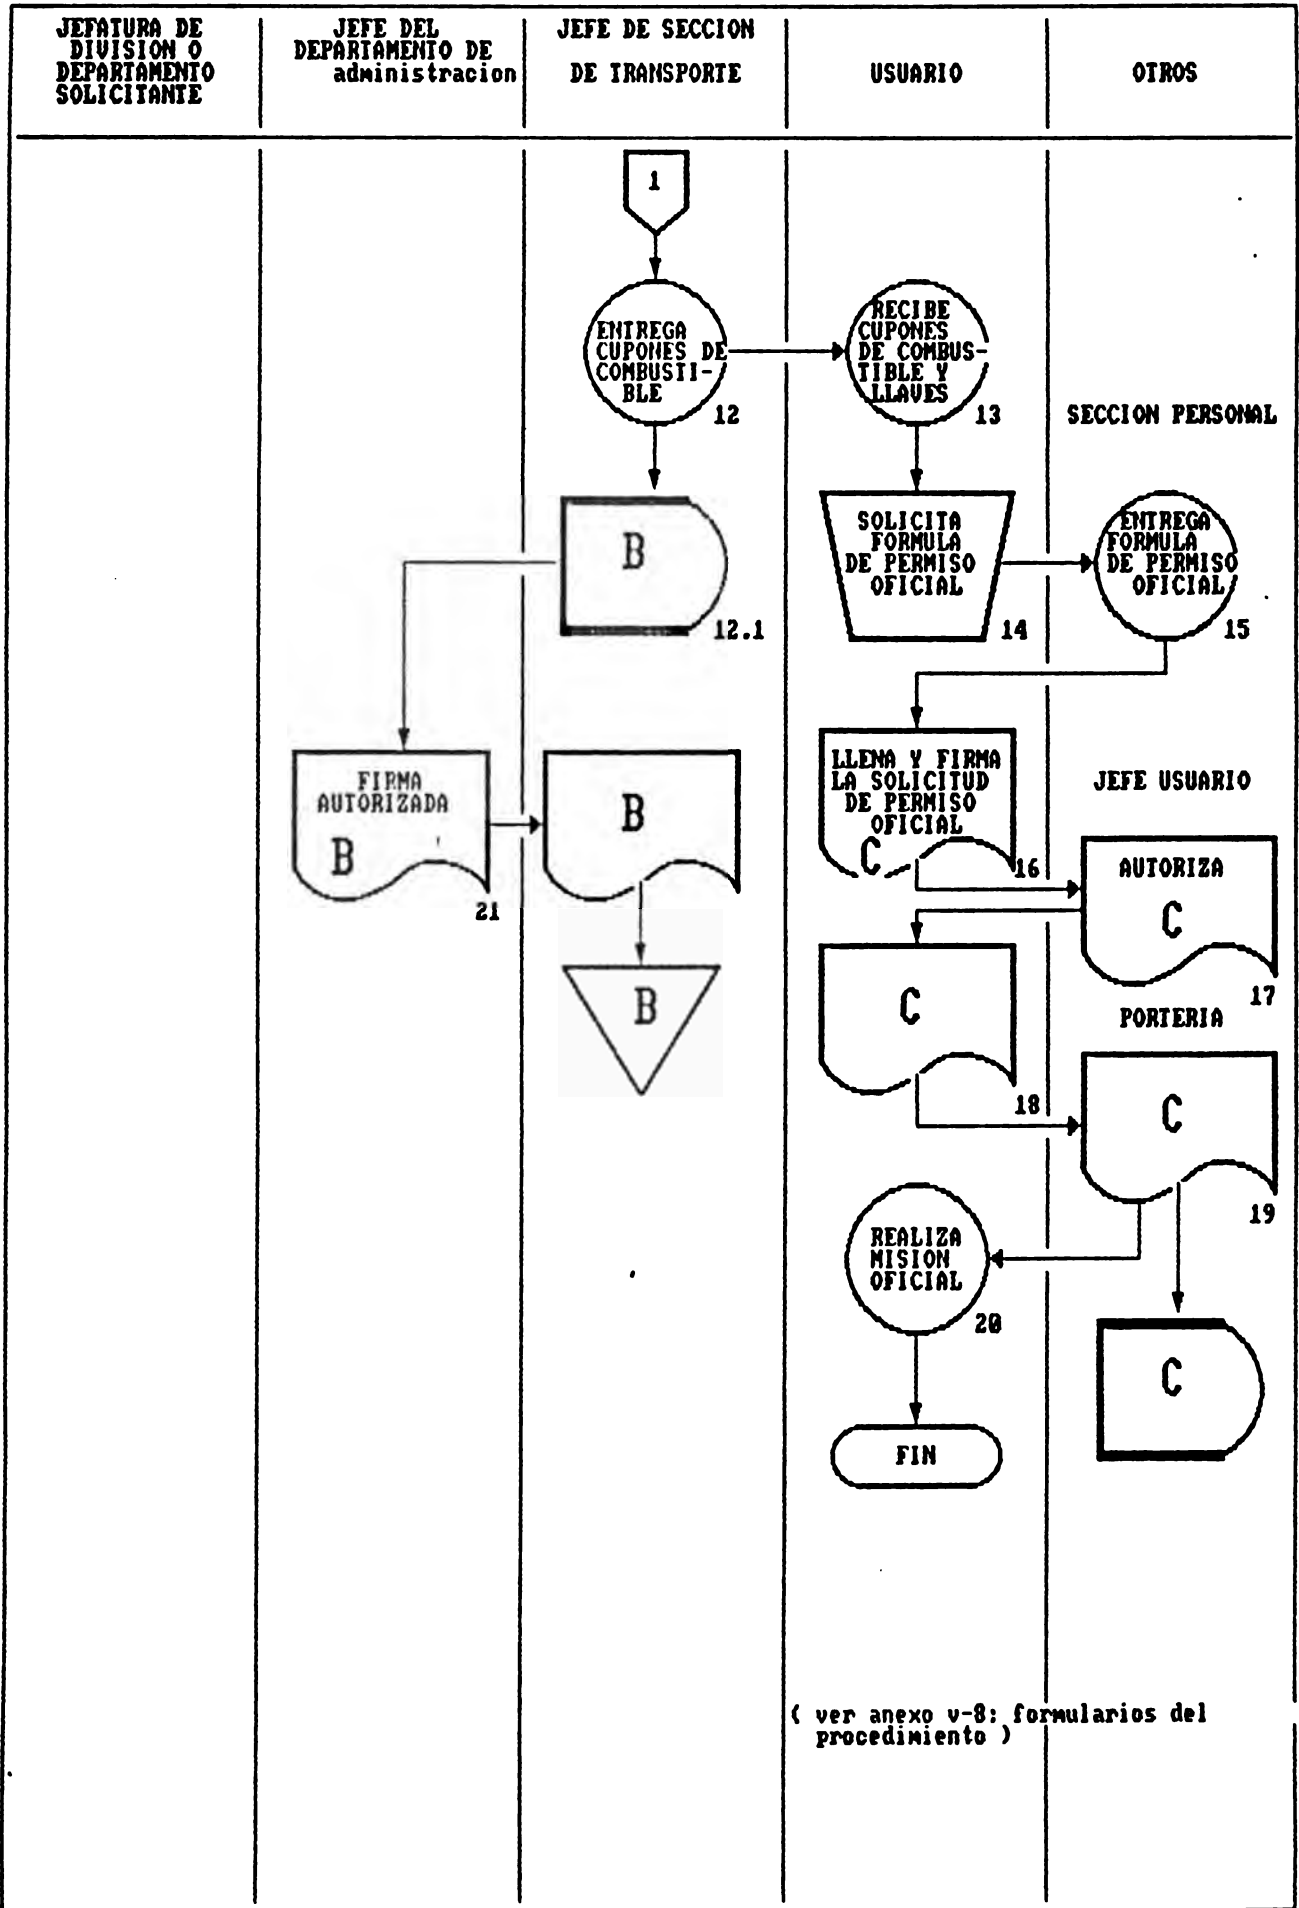 JEFATURA DE
DIVISION O
DEPARTAMENTO
SOLICITANTE
JEFE DEL
DEPARTAMENTO DE
administracion
JEFE DE SECCION
DE TRANSPORTE
USUARIO
OTROS
1
ENTREGA
CUPONES DE
COMBUSTI-
BLE
12
RECIBE
CUPONES
DE COMBUS-
TIBLE Y
LLAVES
13
SECCION PERSONAL
B
12.1
SOLICITA
FORMULA
DE PERMISO
OFICIAL
14
ENTREGA
FORMULA
DE PERMISO
OFICIAL
15
FIRMA
AUTORIZADA
B
21
B
LLENA Y FIRMA
LA SOLICITUD
DE PERMISO
OFICIAL
C
16
JEFE USUARIO
AUTORIZA
C
17
B
C
18
PORTERIA
C
19
REALIZA
MISION
OFICIAL
20
C
FIN
( ver anexo v-8: formularios del
procedimiento )